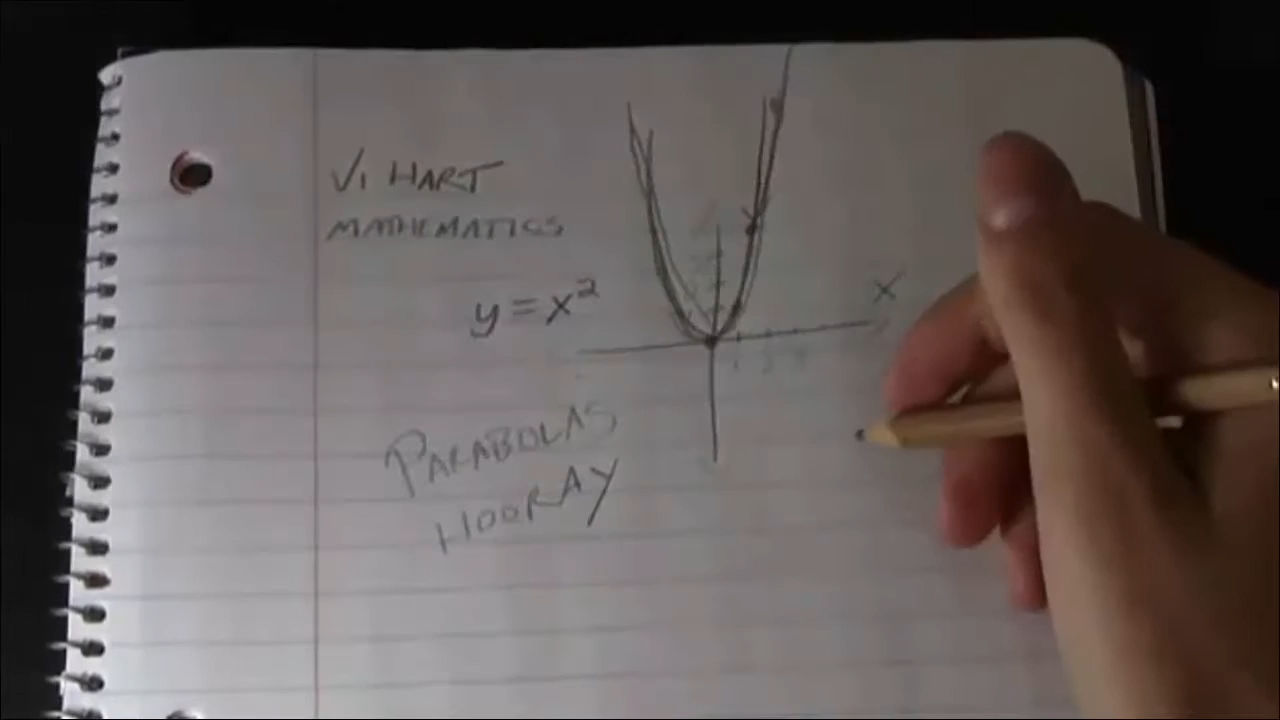 Vi HART
MATHEMATICS
y = x²
Y
X
PARABOLAS
HOORAY